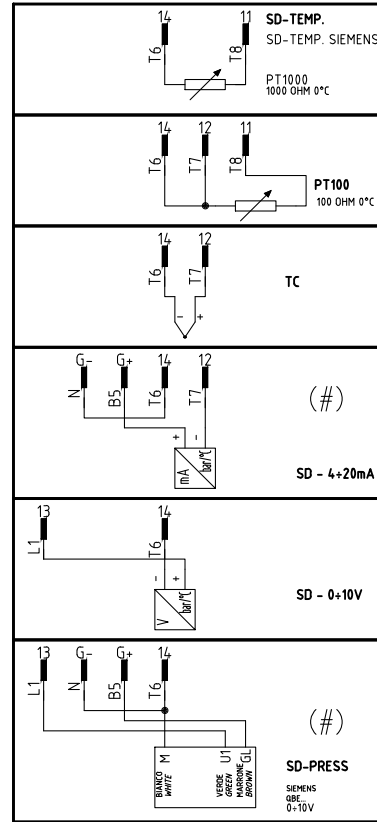 14 11 SD-TEMP.
SD-TEMP. SIEMENS
T6 T8
PT1000
1000 OHM 0°C
14 12 11
T6 T7 T8
PT100
100 OHM 0°C
14 12
T6 T7
TC
- +
G- G+ 14 12
N B5 T6 T7
(#)
+ -
mA bar/°C
SD - 4÷20mA
13 14
L1 T6
- +
V bar/°C
SD - 0÷10V
13 G- G+ 14
L1 N B5 T6
(#)
M U1 GL
BIANCO WHITE VERDE GREEN MARRONE BROWN
SD-PRESS
SIEMENS
QBE...
0÷10V